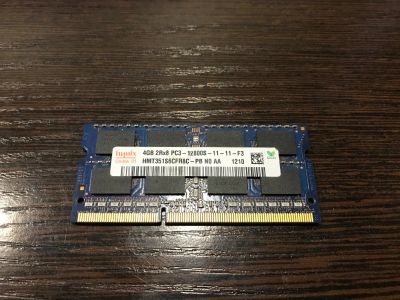 hynix
4GB 2Rx8 PC3-12800S-11-11-F3
HMT351S6CFR8C-PB N0 AA 1210